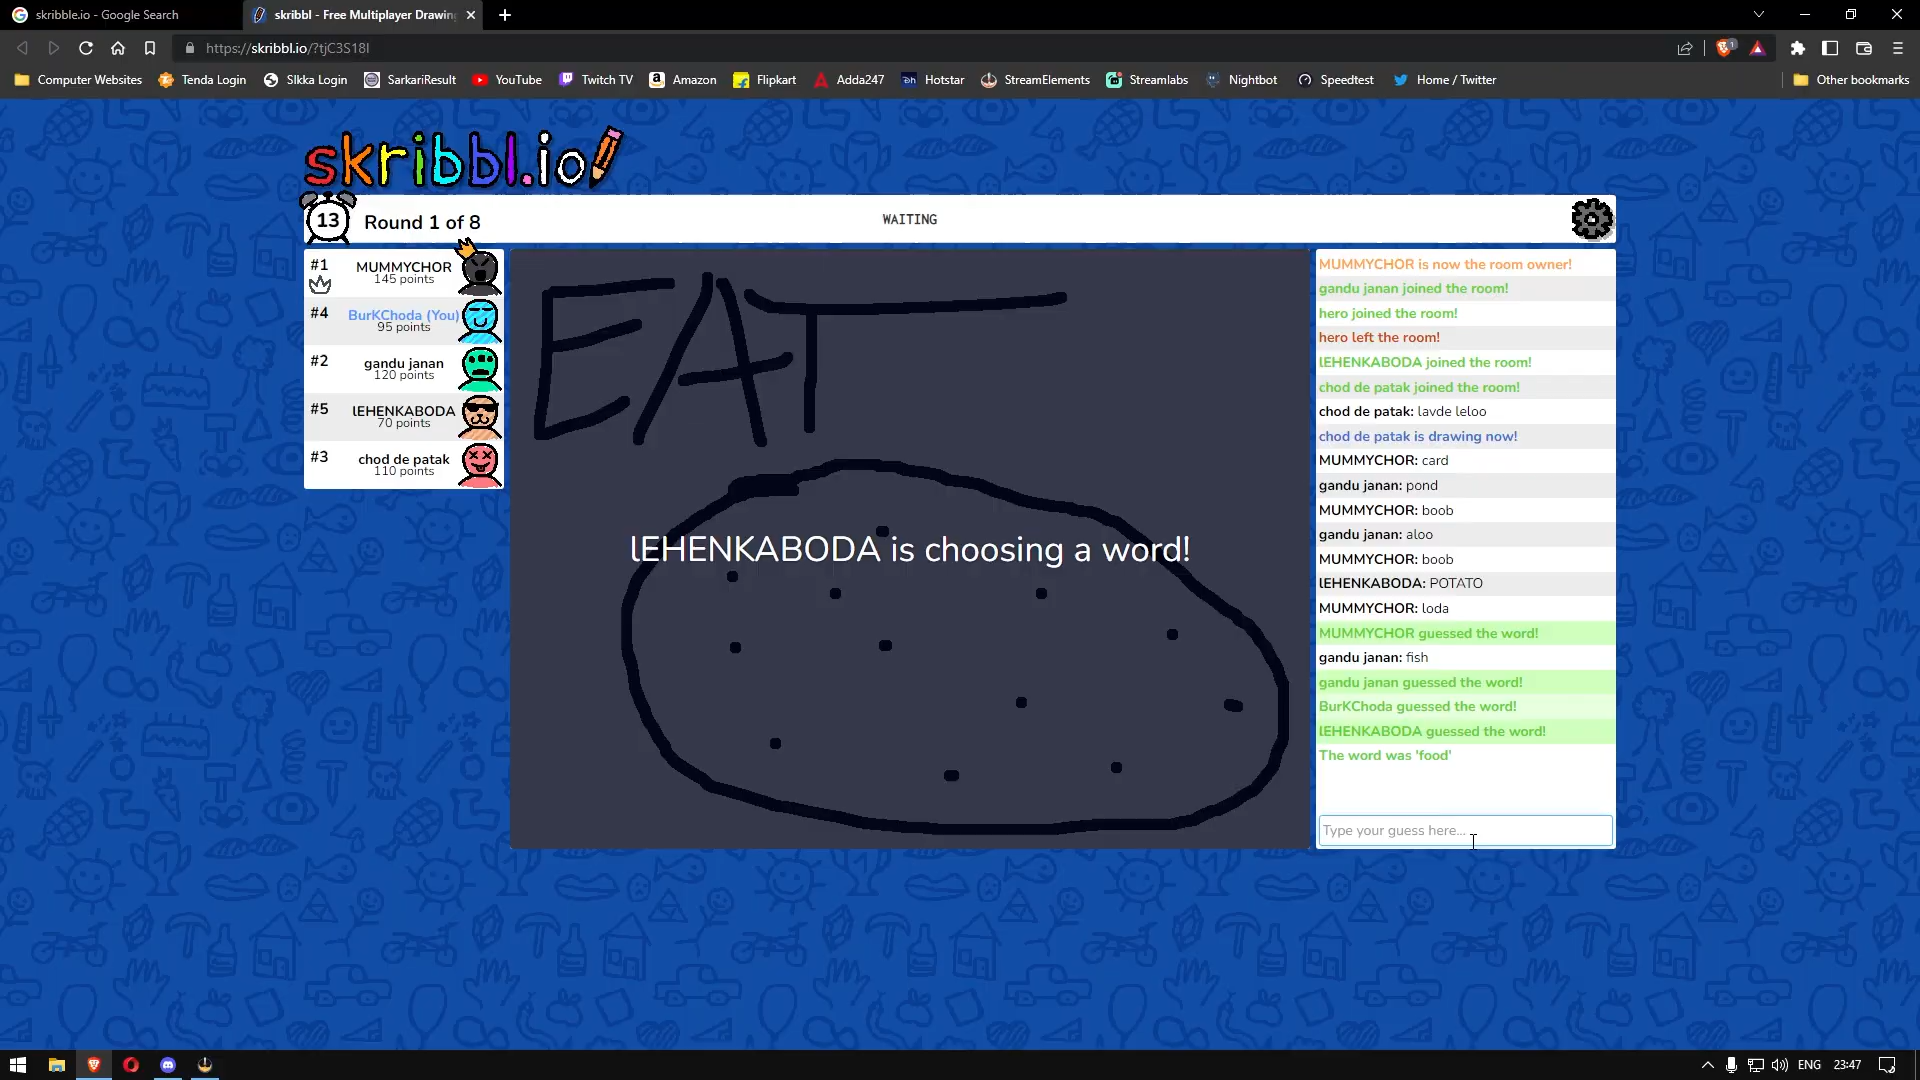 skribble.io - Google Search
skribbl - Free Multiplayer Drawing
https://skribbl.io/?tjC3S18I
1
Computer Websites
Tenda Login
Slkka Login
SarkariResult
YouTube
Twitch TV
Amazon
Flipkart
Adda247
Hotstar
StreamElements
Streamlabs
Nightbot
Speedtest
Home / Twitter
Other bookmarks
skribbl.io
13
Round 1 of 8
WAITING
#1
MUMMYCHOR
145 points
#4
BurKChoda (You)
95 points
#2
gandu janan
120 points
#5
lEHENKABODA
70 points
#3
chod de patak
110 points
EAT
lEHENKABODA is choosing a word!
MUMMYCHOR is now the room owner!
gandu janan joined the room!
hero joined the room!
hero left the room!
lEHENKABODA joined the room!
chod de patak joined the room!
chod de patak: lavde leloo
chod de patak is drawing now!
MUMMYCHOR: card
gandu janan: pond
MUMMYCHOR: boob
gandu janan: aloo
MUMMYCHOR: boob
lEHENKABODA: POTATO
MUMMYCHOR: loda
MUMMYCHOR guessed the word!
gandu janan: fish
gandu janan guessed the word!
BurKChoda guessed the word!
lEHENKABODA guessed the word!
The word was 'food'
Type your guess here...
ENG
23:47